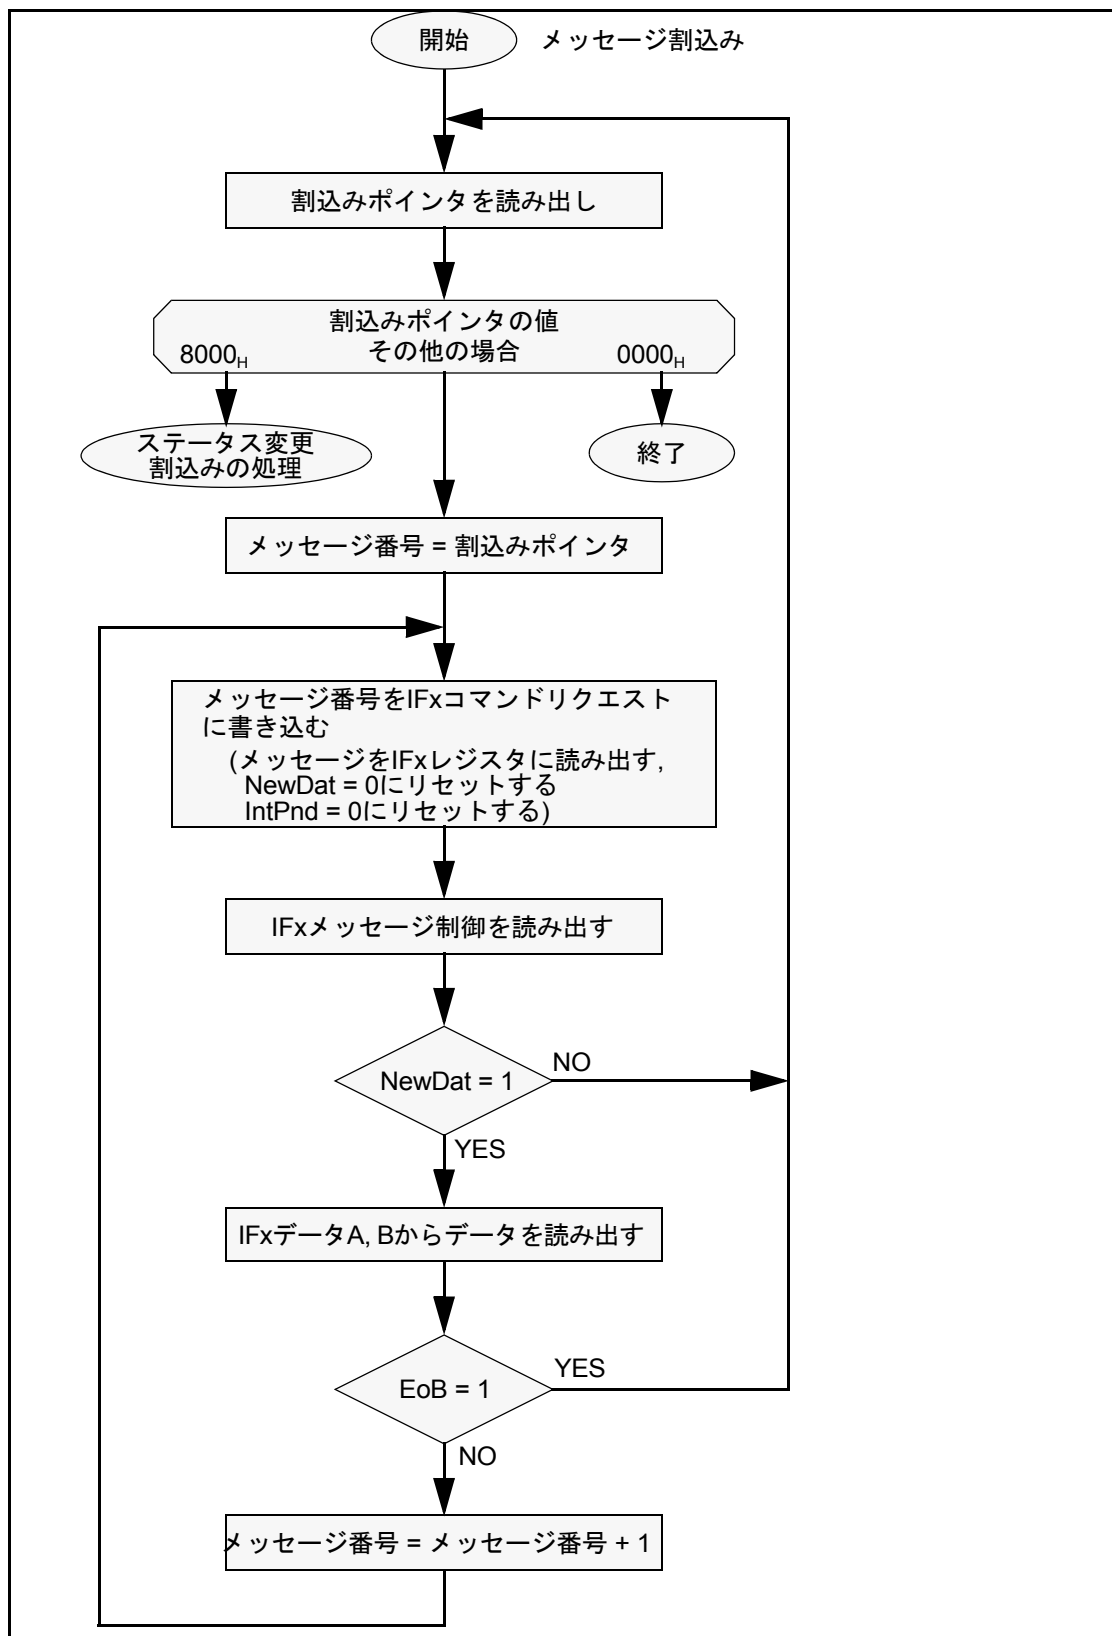 開始 メッセージ割込み
割込みポインタを読み出し
割込みポインタの値
その他の場合
8000H
0000H
ステータス変更
割込みの処理
終了
メッセージ番号 = 割込みポインタ
メッセージ番号をIFxコマンドリクエスト
に書き込む
(メッセージをIFxレジスタに読み出す,
NewDat = 0にリセットする
IntPnd = 0にリセットする)
IFxメッセージ制御を読み出す
NewDat = 1
NO
YES
IFxデータA, Bからデータを読み出す
EoB = 1
YES
NO
メッセージ番号 = メッセージ番号 + 1